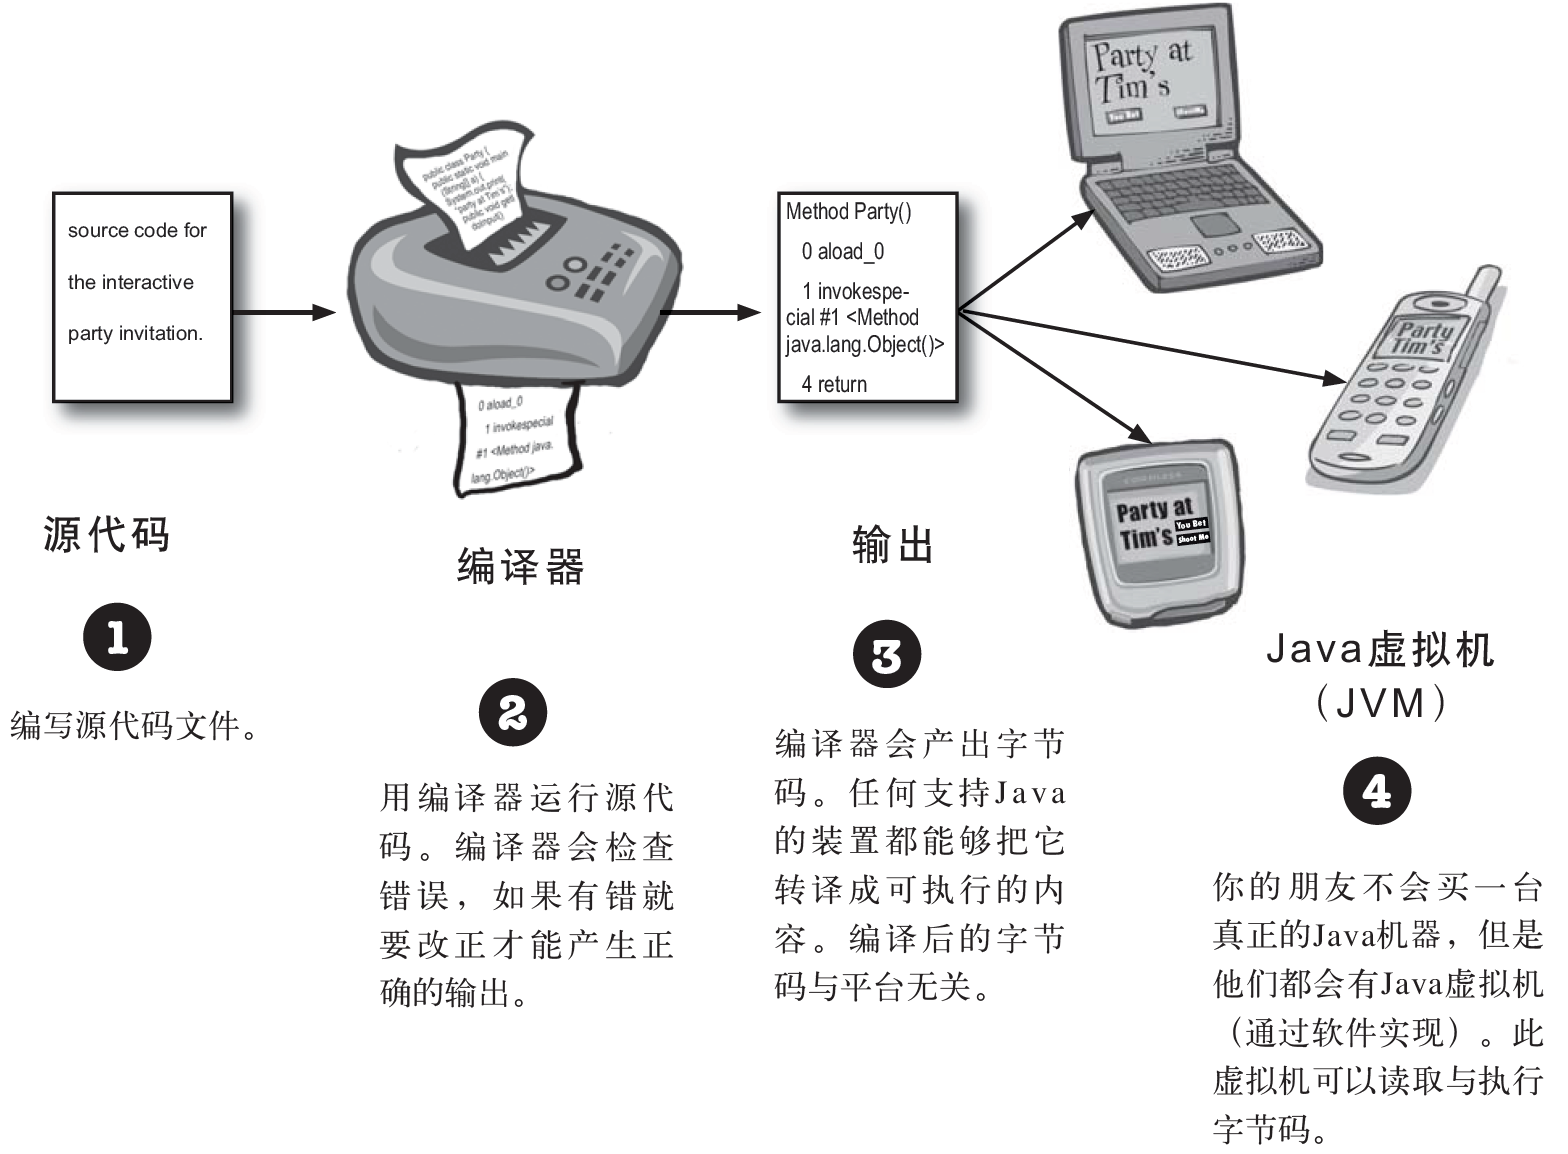 source code for
the interactive
party invitation.
源代码
1
编写源代码文件。
public class Party {
public static void main
(String[] a) {
System.out.print(
"party at Tim's");
public void get
doinput()
0 aload_0
1 invokespecial
#1 <Method java.
lang.Object()>
编译器
2
用编译器运行源代
码。编译器会检查
错误，如果有错就
要改正才能产生正
确的输出。
Method Party()
0 aload_0
1 invokespe-
cial #1 <Method
java.lang.Object()>
4 return
输出
3
编译器会产出字节
码。任何支持Java
的装置都能够把它
转译成可执行的内
容。编译后的字节
码与平台无关。
Party at
Tim's
You Bet
Party
Tim's
Party at
Tim's
You Bet
Shoot Me
Java虚拟机
（JVM）
4
你的朋友不会买一台
真正的Java机器，但是
他们都会有Java虚拟机
（通过软件实现）。此
虚拟机可以读取与执行
字节码。